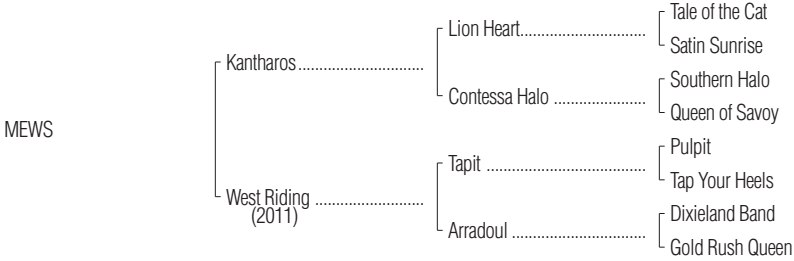 Tale of the Cat
Lion Heart..............................
Satin Sunrise
Kantharos..............................
Southern Halo
Contessa Halo ......................
Queen of Savoy
MEWS
Pulpit
Tapit ......................................
Tap Your Heels
West Riding ..........................
(2011)
Dixieland Band
Arradoul ................................
Gold Rush Queen